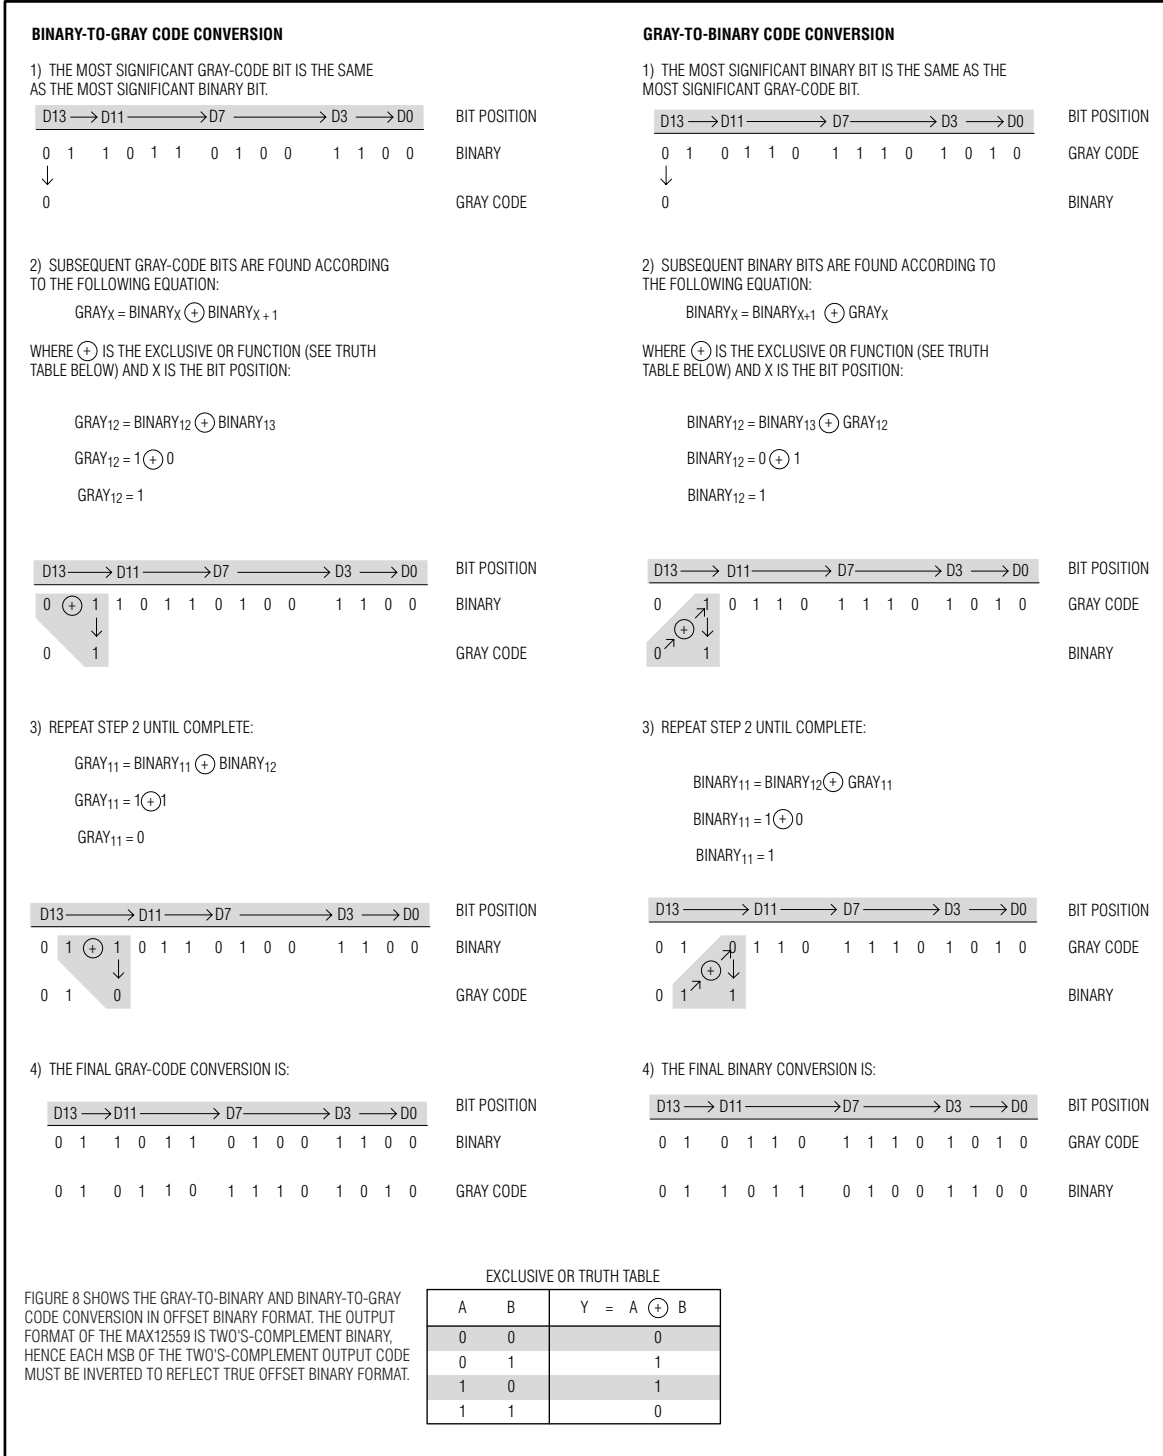 BINARY-TO-GRAY CODE CONVERSION
1) THE MOST SIGNIFICANT GRAY-CODE BIT IS THE SAME
AS THE MOST SIGNIFICANT BINARY BIT.
D13 → D11 → D7 → D3 → D0 BIT POSITION
0 1 1 0 1 1 0 1 0 0 1 1 0 0 BINARY
↓
0 GRAY CODE
2) SUBSEQUENT GRAY-CODE BITS ARE FOUND ACCORDING
TO THE FOLLOWING EQUATION:
GRAYX = BINARYX ⊕ BINARYX + 1
WHERE ⊕ IS THE EXCLUSIVE OR FUNCTION (SEE TRUTH
TABLE BELOW) AND X IS THE BIT POSITION:
GRAY12 = BINARY12 ⊕ BINARY13
GRAY12 = 1 ⊕ 0
GRAY12 = 1
D13 → D11 → D7 → D3 → D0 BIT POSITION
0 ⊕ 1 1 0 1 1 0 1 0 0 1 1 0 0 BINARY
↓
0 1 GRAY CODE
3) REPEAT STEP 2 UNTIL COMPLETE:
GRAY11 = BINARY11 ⊕ BINARY12
GRAY11 = 1 ⊕ 1
GRAY11 = 0
D13 → D11 → D7 → D3 → D0 BIT POSITION
0 1 ⊕ 1 0 1 1 0 1 0 0 1 1 0 0 BINARY
↓
0 1 0 GRAY CODE
4) THE FINAL GRAY-CODE CONVERSION IS:
D13 → D11 → D7 → D3 → D0 BIT POSITION
0 1 1 0 1 1 0 1 0 0 1 1 0 0 BINARY
0 1 0 1 1 0 1 1 1 0 1 0 1 0 GRAY CODE
GRAY-TO-BINARY CODE CONVERSION
1) THE MOST SIGNIFICANT BINARY BIT IS THE SAME AS THE
MOST SIGNIFICANT GRAY-CODE BIT.
D13 → D11 → D7 → D3 → D0 BIT POSITION
0 1 0 1 1 0 1 1 1 0 1 0 1 0 GRAY CODE
↓
0 BINARY
2) SUBSEQUENT BINARY BITS ARE FOUND ACCORDING TO
THE FOLLOWING EQUATION:
BINARYX = BINARYX+1 ⊕ GRAYX
WHERE ⊕ IS THE EXCLUSIVE OR FUNCTION (SEE TRUTH
TABLE BELOW) AND X IS THE BIT POSITION:
BINARY12 = BINARY13 ⊕ GRAY12
BINARY12 = 0 ⊕ 1
BINARY12 = 1
D13 → D11 → D7 → D3 → D0 BIT POSITION
0 1 0 1 1 0 1 1 1 0 1 0 1 0 GRAY CODE
⊕ ↓
0 1 BINARY
3) REPEAT STEP 2 UNTIL COMPLETE:
BINARY11 = BINARY12 ⊕ GRAY11
BINARY11 = 1 ⊕ 0
BINARY11 = 1
D13 → D11 → D7 → D3 → D0 BIT POSITION
0 1 0 1 1 0 1 1 1 0 1 0 1 0 GRAY CODE
⊕ ↓
0 1 1 BINARY
4) THE FINAL BINARY CONVERSION IS:
D13 → D11 → D7 → D3 → D0 BIT POSITION
0 1 0 1 1 0 1 1 1 0 1 0 1 0 GRAY CODE
0 1 1 0 1 1 0 1 0 0 1 1 0 0 BINARY
FIGURE 8 SHOWS THE GRAY-TO-BINARY AND BINARY-TO-GRAY
CODE CONVERSION IN OFFSET BINARY FORMAT. THE OUTPUT
FORMAT OF THE MAX12559 IS TWO'S-COMPLEMENT BINARY,
HENCE EACH MSB OF THE TWO'S-COMPLEMENT OUTPUT CODE
MUST BE INVERTED TO REFLECT TRUE OFFSET BINARY FORMAT.
EXCLUSIVE OR TRUTH TABLE
A B Y = A ⊕ B
0 0 0
0 1 1
1 0 1
1 1 0